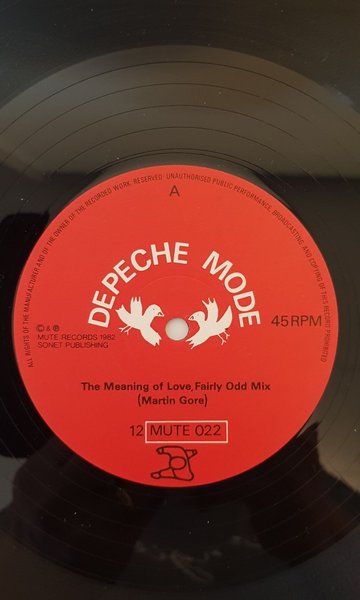 ALL RIGHTS OF THE MANUFACTURER AND OF THE OWNER OF THE RECORDED WORK RESERVED. UNAUTHORISED PUBLIC PERFORMANCE, BROADCASTING AND COPYING OF THIS RECORD PROHIBITED
A
DEPECHE MODE
© & ℗
MUTE RECORDS 1982
SONET PUBLISHING
45 RPM
The Meaning of Love, Fairly Odd Mix
(Martin Gore)
12 MUTE 022